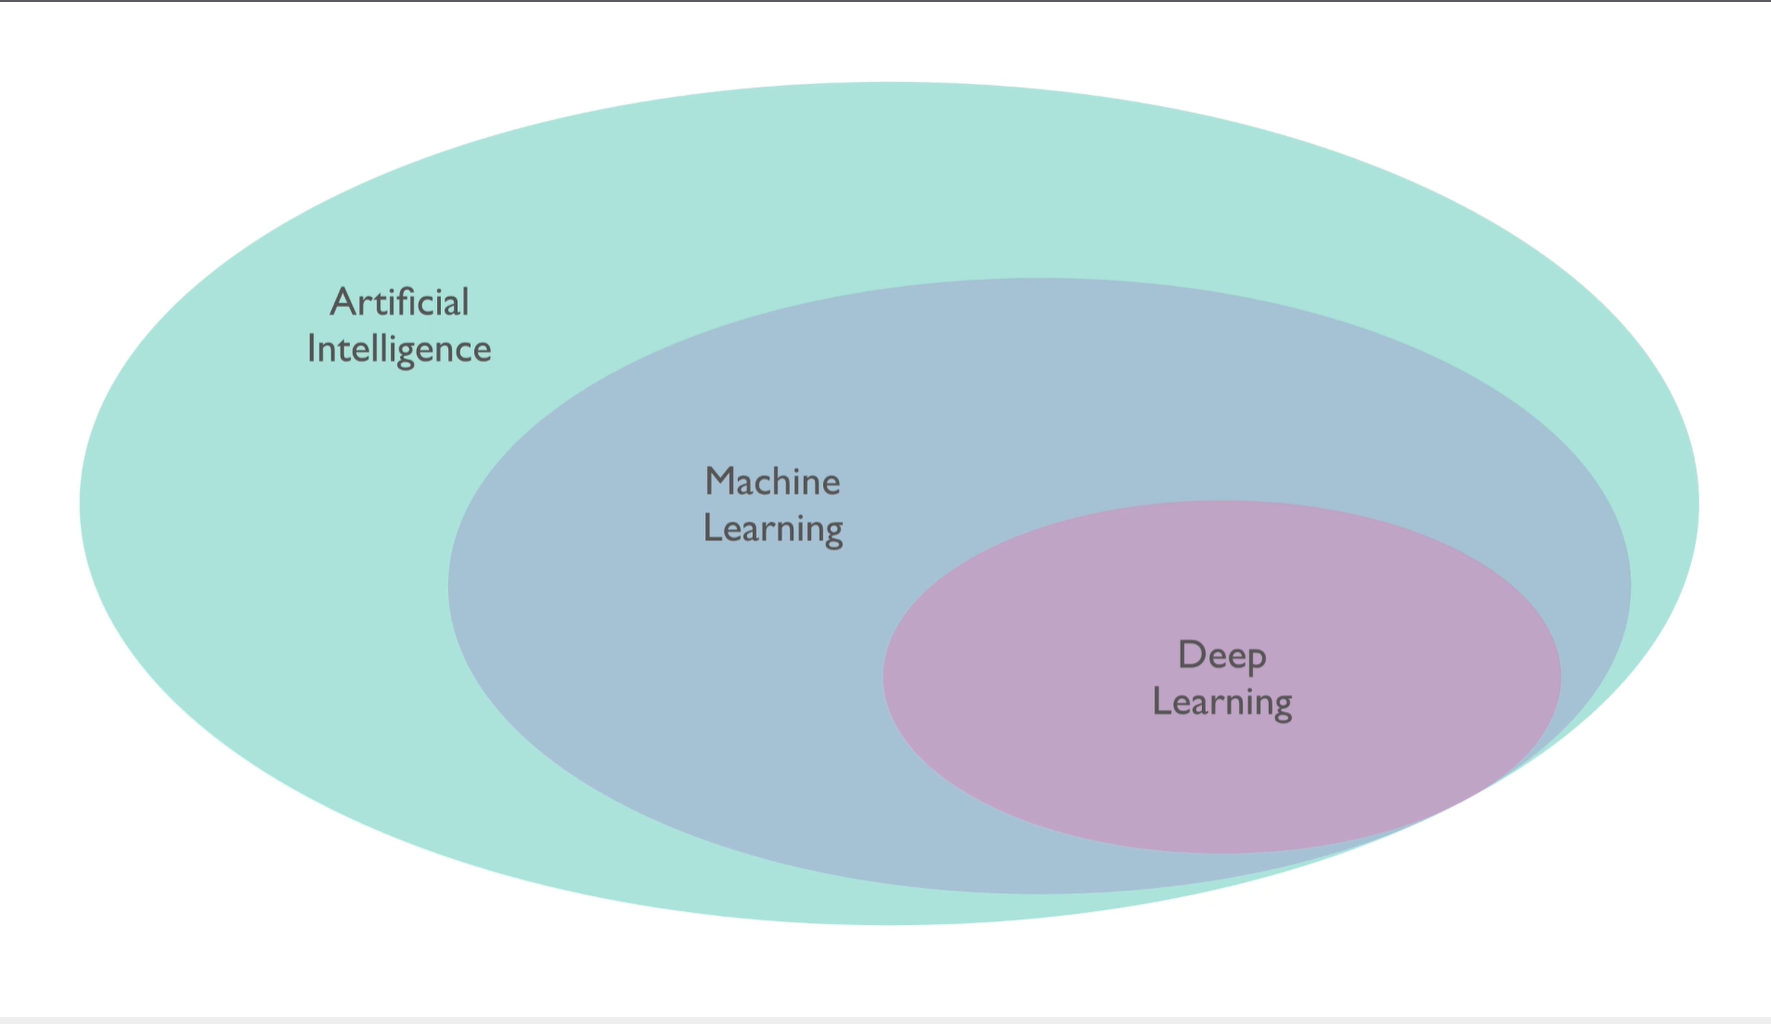 Artificial
Intelligence
Machine
Learning
Deep
Learning